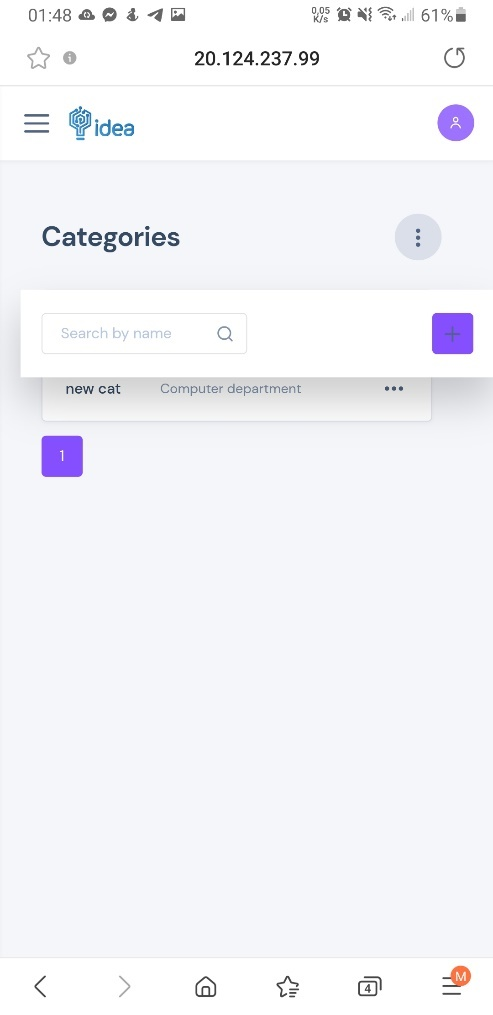 01:48
0,05
K/s
61%
20.124.237.99
idea
Categories
Search by name
new cat Computer department
1
4
M